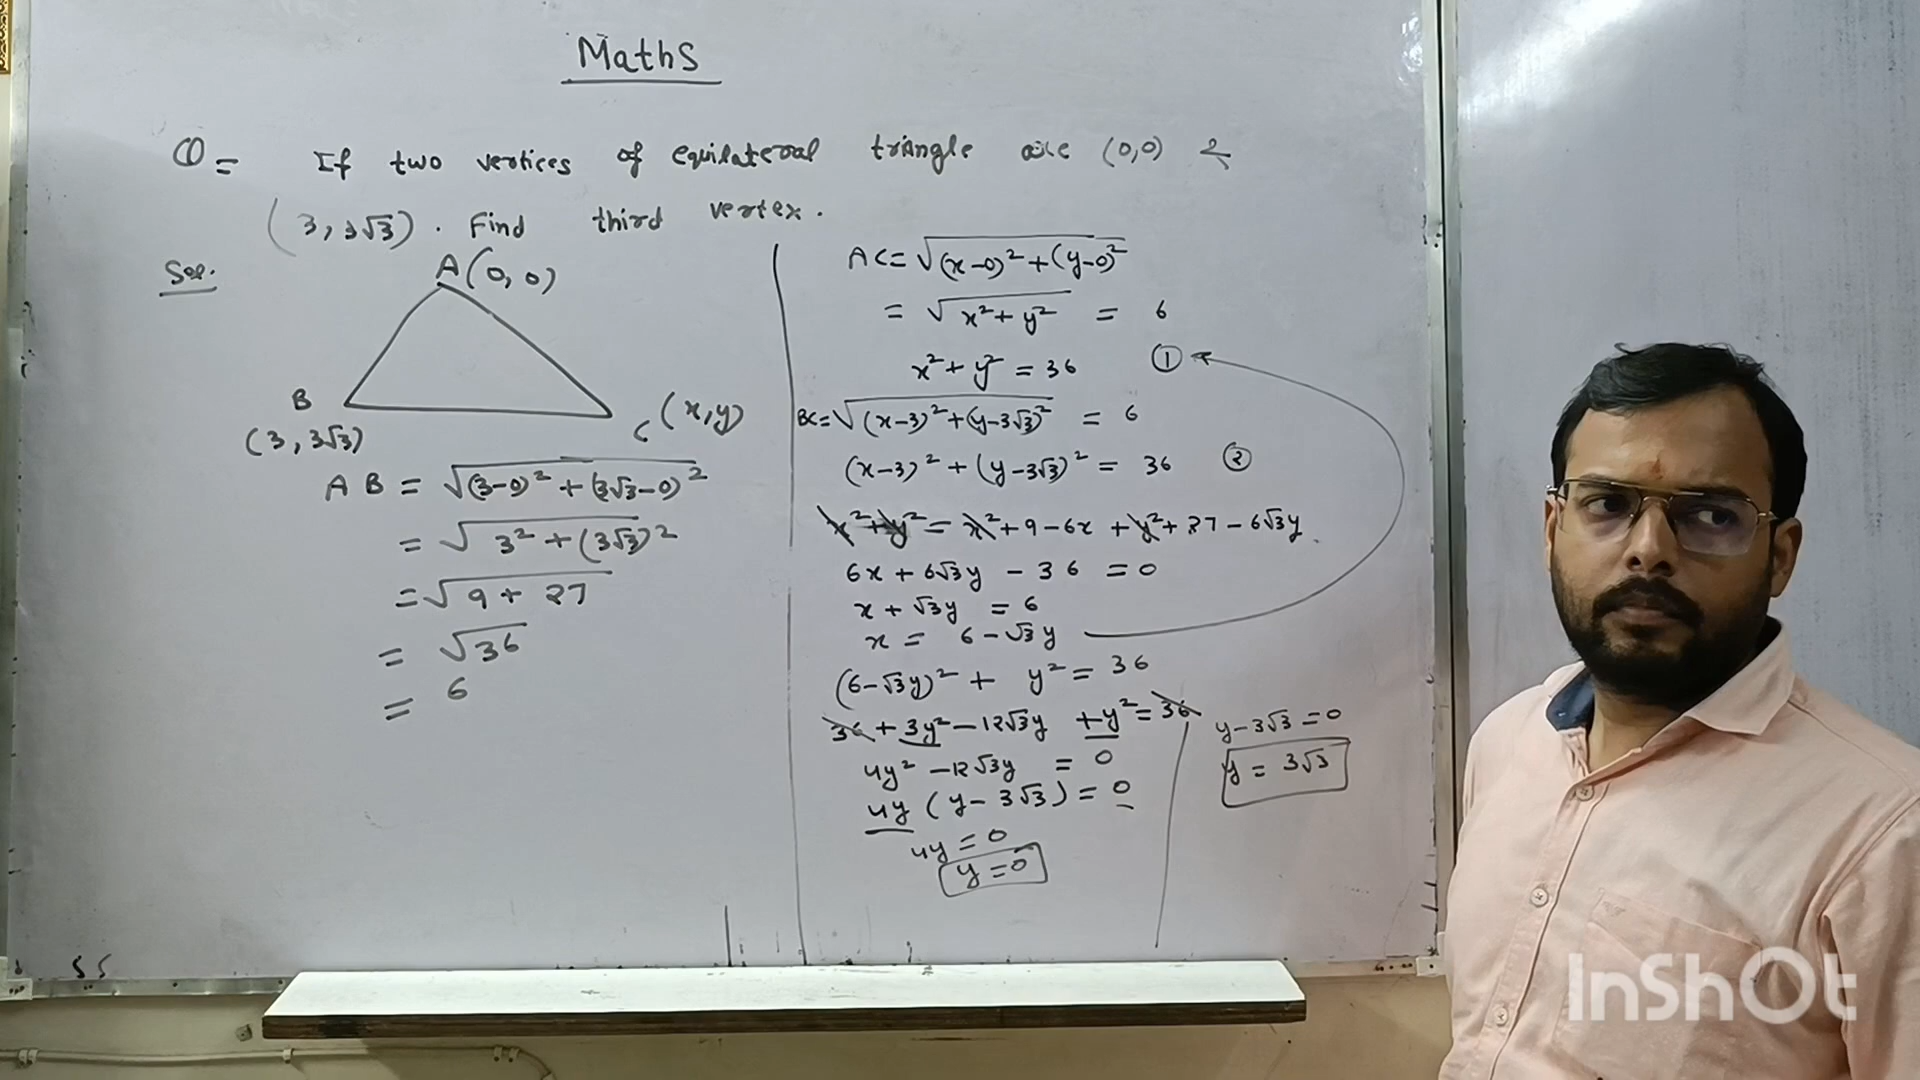 Maths
Q= If two vertices of equilateral triangle are (0,0) &
(3, 3√3). Find third vertex.
Sol.
A(0, 0)
B
(3, 3√3)
C (x,y)
AB = √(3-0)² + (3√3-0)²
= √3² + (3√3)²
= √9 + 27
= √36
= 6
AC = √(x-0)² + (y-0)²
= √x² + y² = 6
x² + y² = 36 ①
BC = √(x-3)² + (y-3√3)² = 6
(x-3)² + (y-3√3)² = 36 ②
x² + y² = x² + 9 - 6x + y² + 27 - 6√3y
6x + 6√3y - 36 = 0
x + √3y = 6
x = 6 - √3y
(6-√3y)² + y² = 36
36 + 3y² - 12√3y + y² = 36
4y² - 12√3y = 0
4y (y - 3√3) = 0
4y = 0
y = 0
y - 3√3 = 0
y = 3√3
InShOt